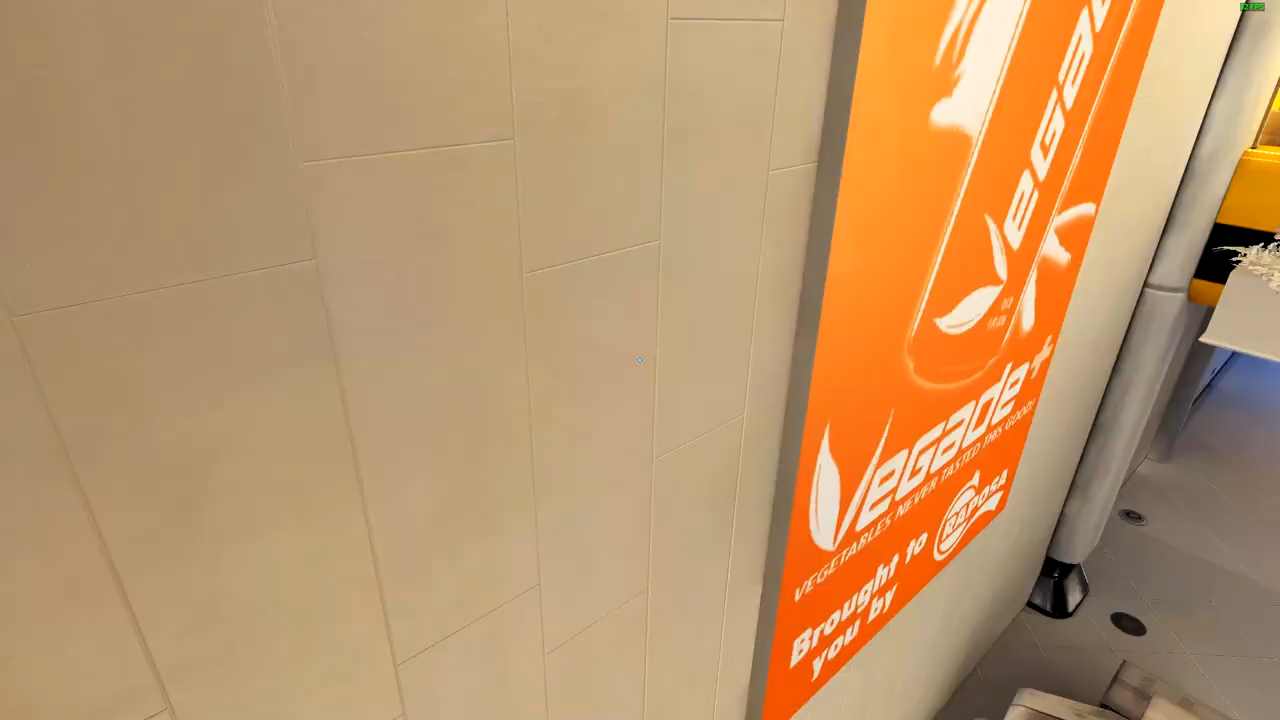 VEGADE
VEGADE+
VEGETABLES NEVER TASTED THIS GOOD!
Brought to
you by
RAPOSA